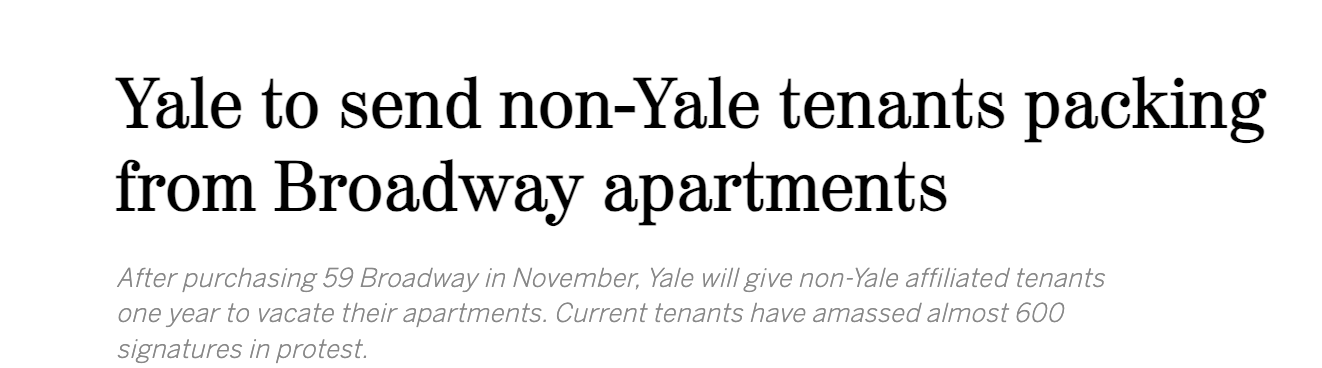 Yale to send non-Yale tenants packing
from Broadway apartments
After purchasing 59 Broadway in November, Yale will give non-Yale affiliated tenants
one year to vacate their apartments. Current tenants have amassed almost 600
signatures in protest.